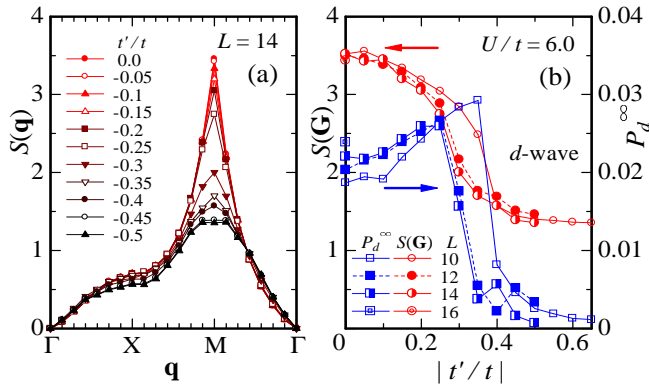 t'/t
0.0
-0.05
-0.1
-0.15
-0.2
-0.25
-0.3
-0.35
-0.4
-0.45
-0.5
L = 14
(a)
S(q)
4
3
2
1
0
Γ X M Γ
q
U / t = 6.0
(b)
d-wave
S(G)
4
3
2
1
0
P_d^∞ S(G) L
10
12
14
16
0 0.2 0.4 0.6
| t'/ t |
0.04
0.03
0.02
0.01
0
P_d^∞